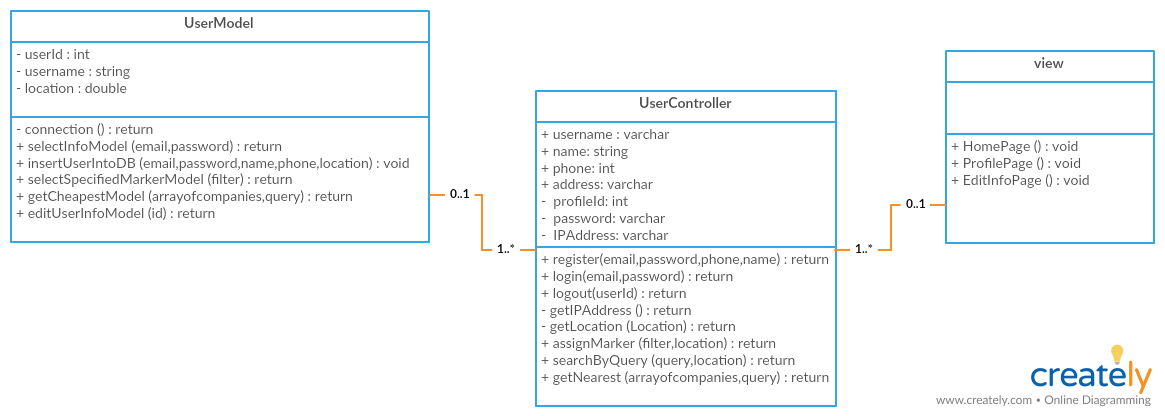 UserModel
- userId : int
- username : string
- location : double
- connection () : return
+ selectInfoModel (email,password) : return
+ insertUserIntoDB (email,password,name,phone,location) : void
+ selectSpecifiedMarkerModel (filter) : return
+ getCheapestModel (arrayofcompanies,query) : return
+ editUserInfoModel (id) : return
0..1
1..*
UserController
+ username : varchar
+ name: string
+ phone: int
+ address: varchar
- profileId: int
- password: varchar
- IPAddress: varchar
+ register(email,password,phone,name) : return
+ login(email,password) : return
+ logout(userId) : return
- getIPAddress () : return
- getLocation (Location) : return
+ assignMarker (filter,location) : return
+ searchByQuery (query,location) : return
+ getNearest (arrayofcompanies,query) : return
1..*
0..1
view
+ HomePage () : void
+ ProfilePage () : void
+ EditInfoPage () : void
creately
www.creately.com • Online Diagramming